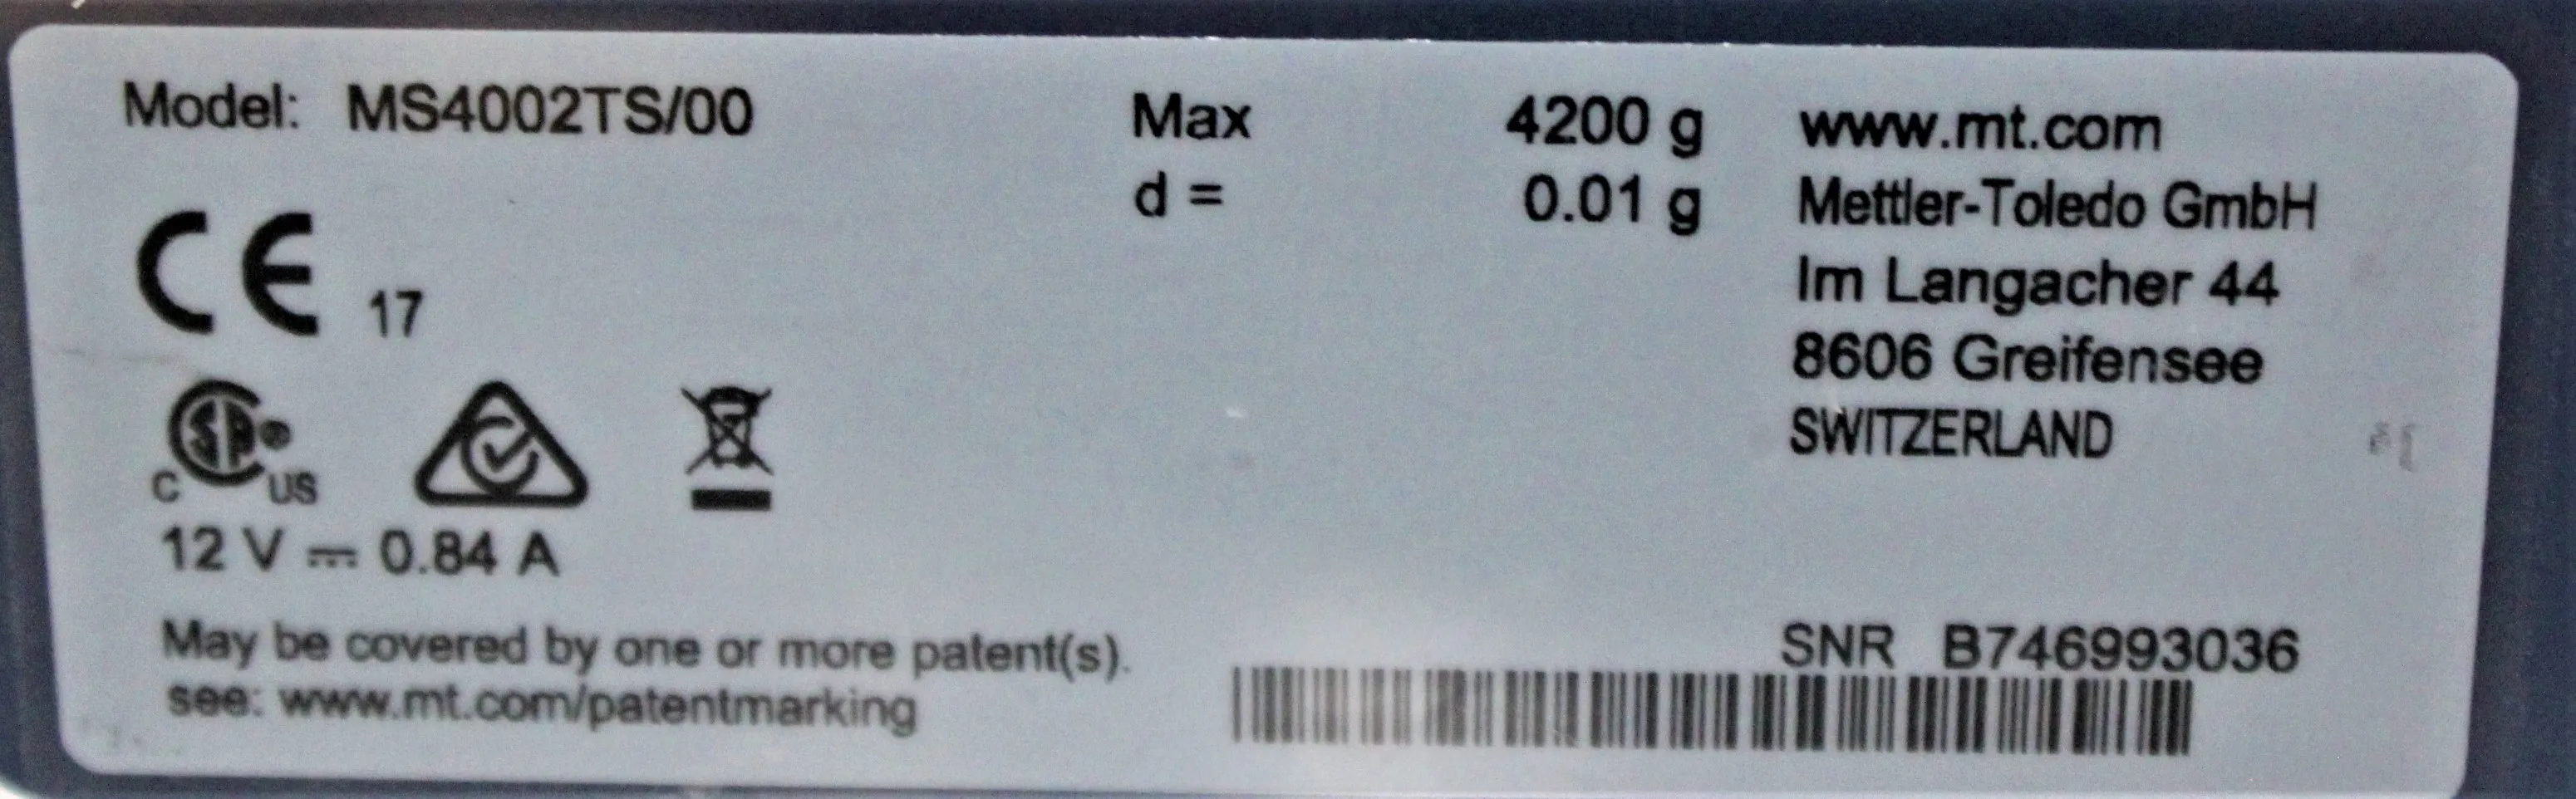 Model: MS4002TS/00
Max 4200 g
d = 0.01 g
www.mt.com
Mettler-Toledo GmbH
Im Langacher 44
8606 Greifensee
SWITZERLAND
CE 17
C US
12 V ⎓ 0.84 A
May be covered by one or more patent(s).
see: www.mt.com/patentmarking
SNR B746993036